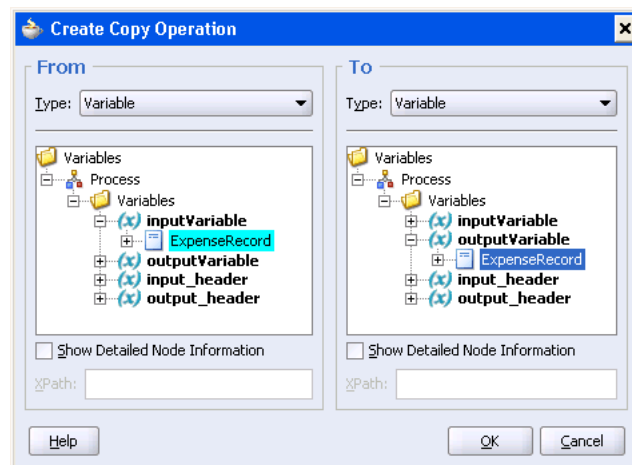 Create Copy Operation
From
Type: Variable
Variables
Process
Variables
(x) inputVariable
ExpenseRecord
(x) outputVariable
(x) input_header
(x) output_header
Show Detailed Node Information
XPath:
To
Type: Variable
Variables
Process
Variables
(x) inputVariable
(x) outputVariable
ExpenseRecord
(x) input_header
(x) output_header
Show Detailed Node Information
XPath:
Help
OK
Cancel